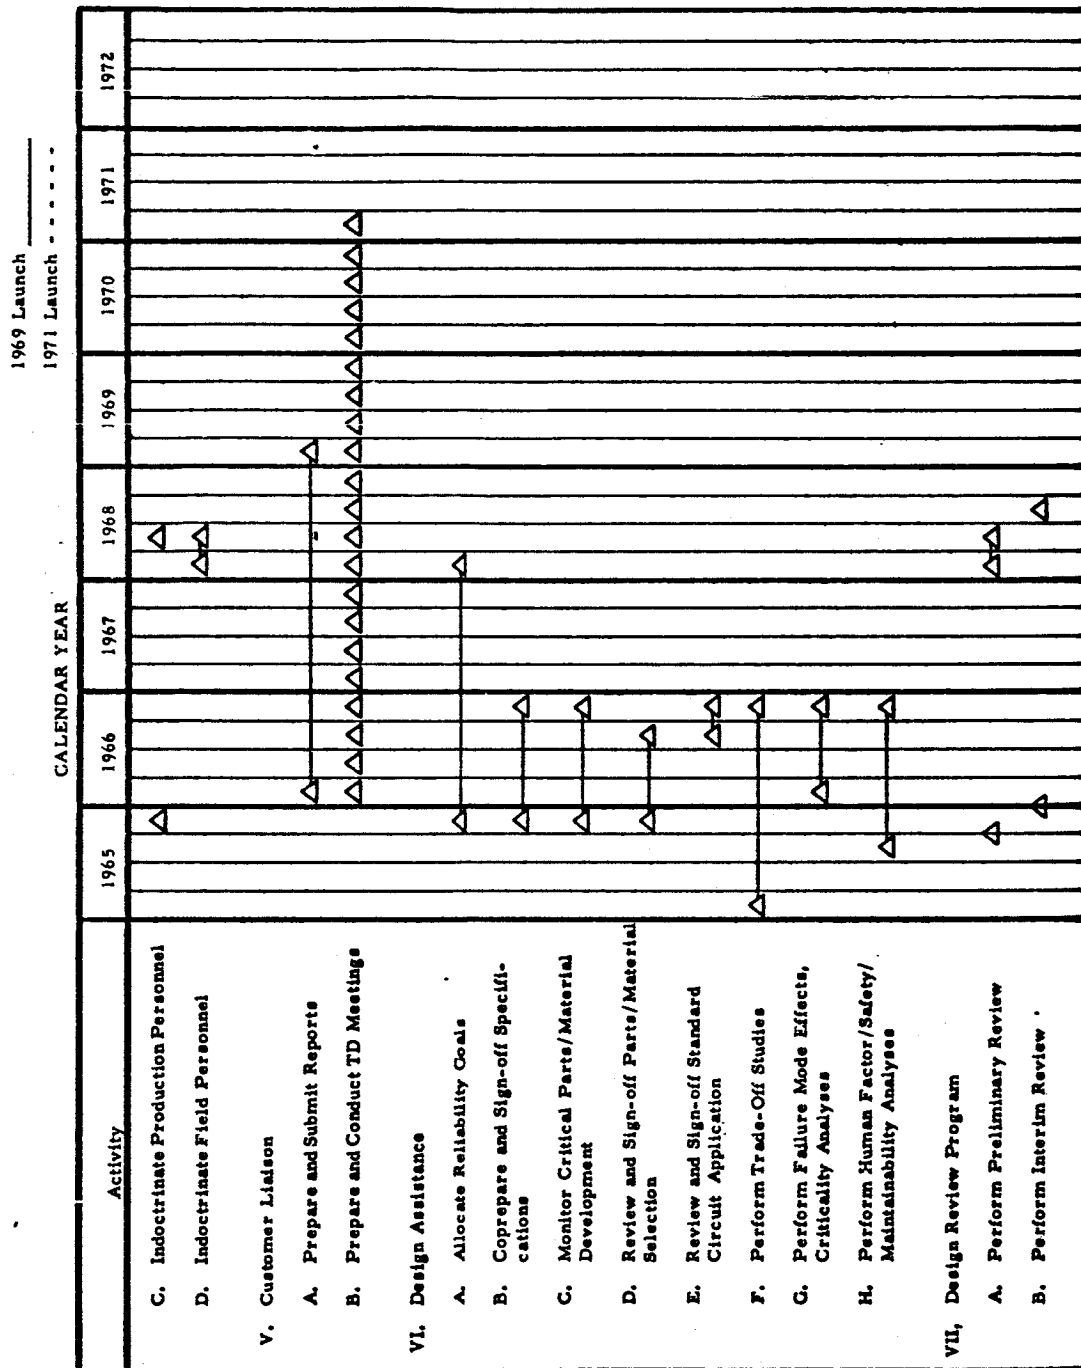 1969 Launch
1971 Launch - - - - - -
CALENDAR YEAR
Activity
1965
1966
1967
1968
1969
1970
1971
1972
C. Indoctrinate Production Personnel
D. Indoctrinate Field Personnel
V. Customer Liaison
A. Prepare and Submit Reports
B. Prepare and Conduct TD Meetings
VI. Design Assistance
A. Allocate Reliability Goals
B. Coprepare and Sign-off Specifi-
cations
C. Monitor Critical Parts/Material
Development
D. Review and Sign-off Parts/Material
Selection
E. Review and Sign-off Standard
Circuit Application
F. Perform Trade-Off Studies
G. Perform Failure Mode Effects,
Criticality Analyses
H. Perform Human Factor/Safety/
Maintainability Analyses
VII. Design Review Program
A. Perform Preliminary Review
B. Perform Interim Review